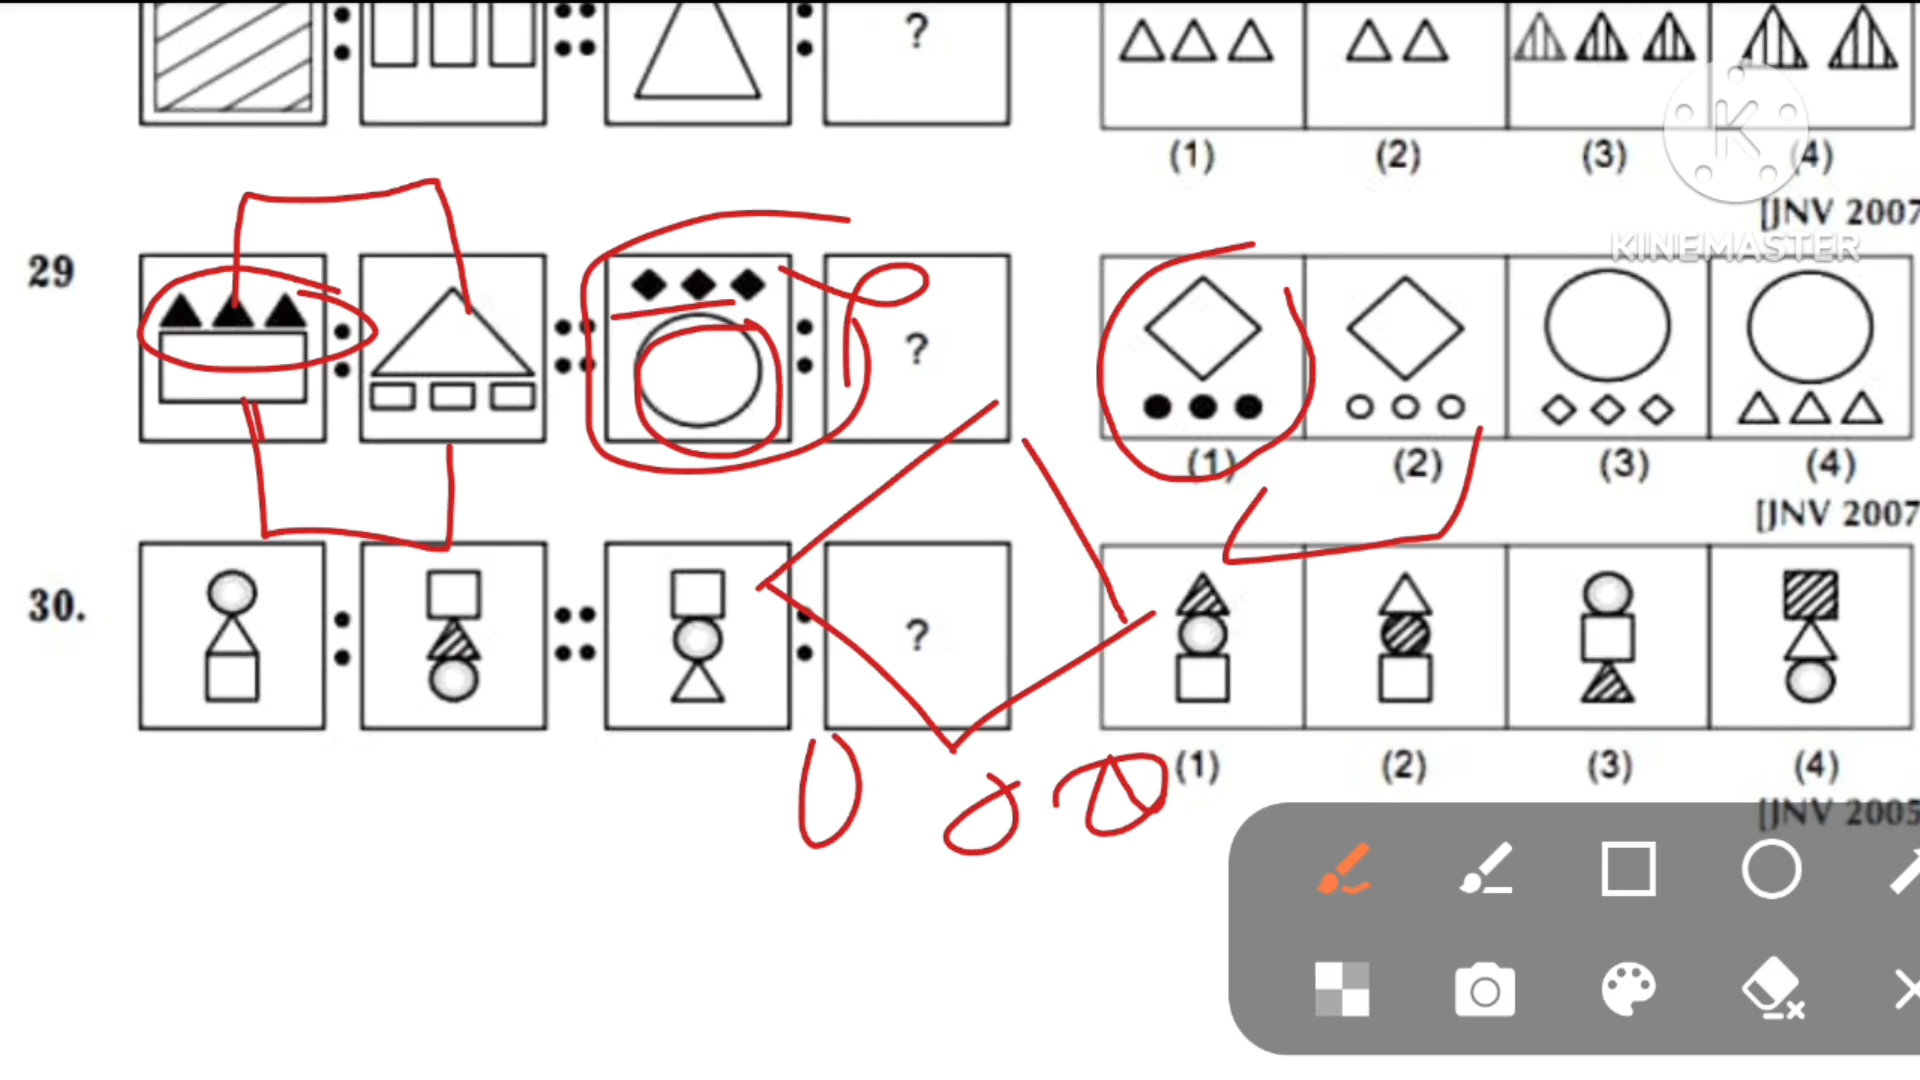 ?
(1) (2) (3) (4)
[JNV 2007
KINEMASTER
29
?
(1) (2) (3) (4)
[JNV 2007
30.
?
(1) (2) (3) (4)
[JNV 2005